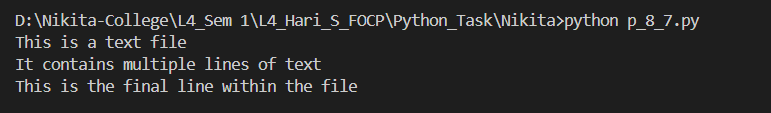 D:\Nikita-College\L4_Sem 1\L4_Hari_S_FOCP\Python_Task\Nikita>python p_8_7.py
This is a text file
It contains multiple lines of text
This is the final line within the file